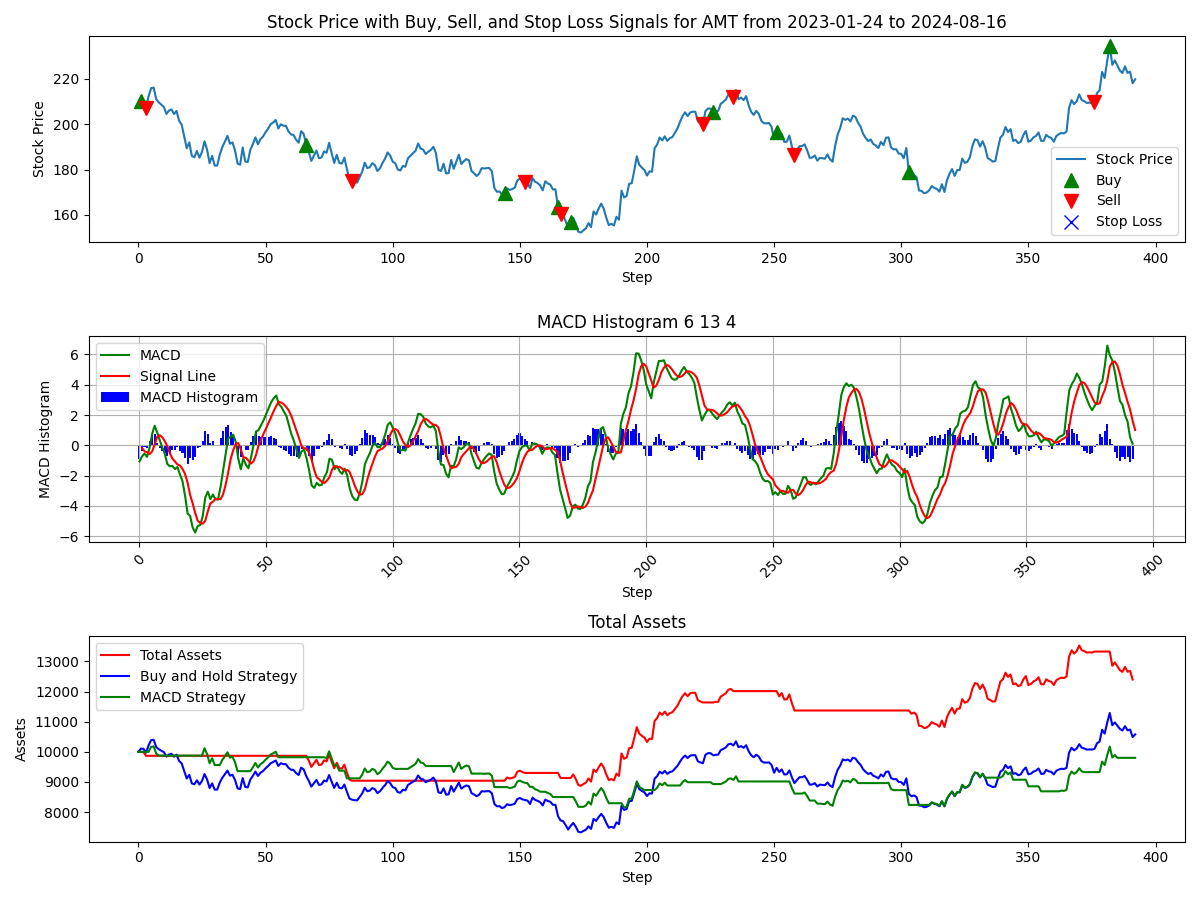 Stock Price with Buy, Sell, and Stop Loss Signals for AMT from 2023-01-24 to 2024-08-16
Stock Price
220
200
180
160
Stock Price
Buy
Sell
Stop Loss
0 50 100 150 200 250 300 350 400
Step
MACD Histogram 6 13 4
MACD Histogram
6
4
2
0
−2
−4
−6
MACD
Signal Line
MACD Histogram
0 50 100 150 200 250 300 350 400
Step
Total Assets
Assets
13000
12000
11000
10000
9000
8000
Total Assets
Buy and Hold Strategy
MACD Strategy
0 50 100 150 200 250 300 350 400
Step